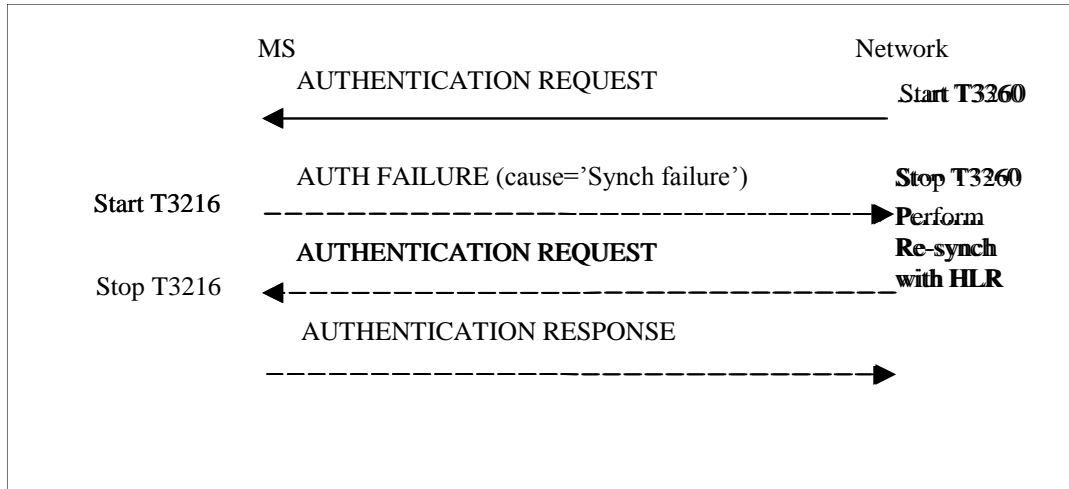 MS Network
AUTHENTICATION REQUEST
Start T3260
AUTH FAILURE (cause=’Synch failure’)
Stop T3260
Start T3216
Perform
AUTHENTICATION REQUEST
Re-synch
Stop T3216
with HLR
AUTHENTICATION RESPONSE